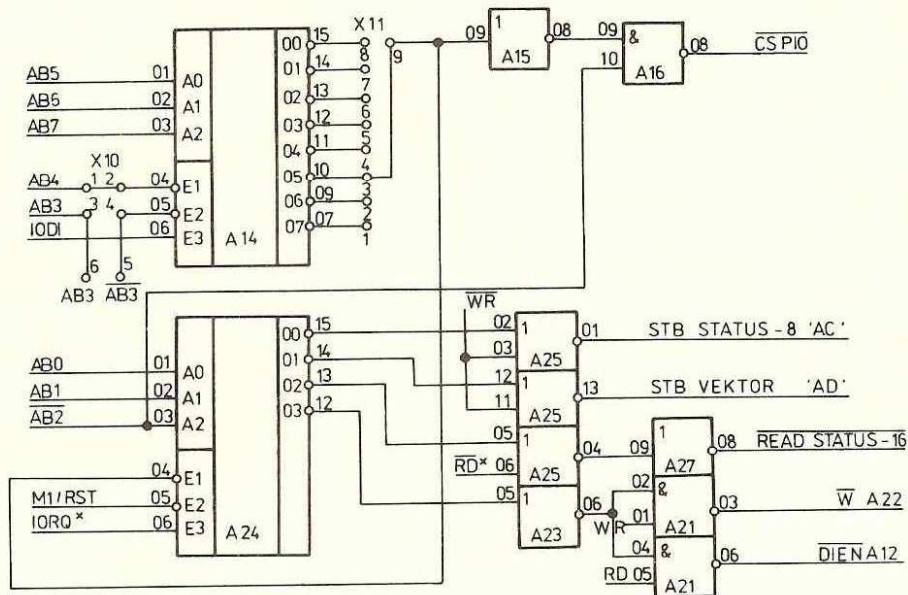 X11
00 15 8
01 14 7
02 13 6
03 12 5
04 11 4
05 10 3
06 09 2
07 07 1
9
AB5 01 A0
AB6 02 A1
AB7 03 A2
X10
AB4 1 2 04 E1
AB3 3 4 05 E2
IODI 06 E3
A14
6 5
AB3 AB3
09 1 08
A15
09 & 08 CS PIO
10
A16
WR
AB0 01 A0
AB1 02 A1
AB2 03 A2
04 E1
M1/RST 05 E2
IORQ* 06 E3
A24
00 15
01 14
02 13
03 12
02 1 01 STB STATUS-8 'AC'
03
A25
12 1 13 STB VEKTOR 'AD'
11
A25
05 1 04
RD* 06
A25
05 1 06
A23
09 1 08 READ STATUS-16
A27
02 & 03 W A22
WR 01
A21
04 & 06 DIEN A12
RD 05
A21